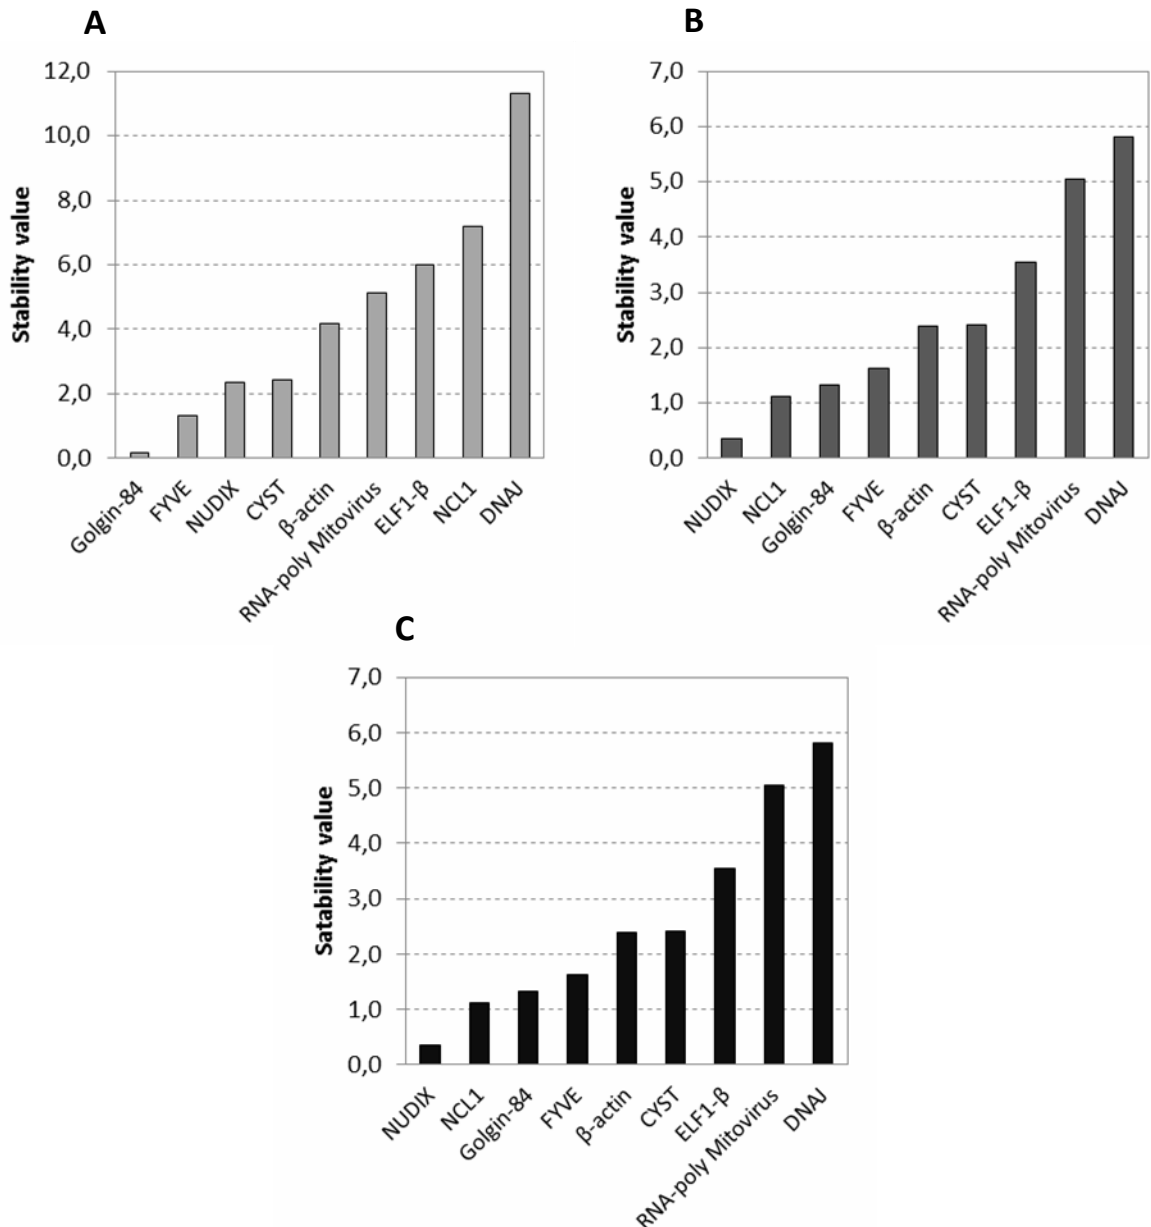 A
Stability value
12,0
10,0
8,0
6,0
4,0
2,0
0,0
Golgin-84
FYVE
NUDIX
CYST
β-actin
RNA-poly Mitovirus
ELF1-β
NCL1
DNAJ
B
Stability value
7,0
6,0
5,0
4,0
3,0
2,0
1,0
0,0
NUDIX
NCL1
Golgin-84
FYVE
β-actin
CYST
ELF1-β
RNA-poly Mitovirus
DNAJ
C
Satability value
7,0
6,0
5,0
4,0
3,0
2,0
1,0
0,0
NUDIX
NCL1
Golgin-84
FYVE
β-actin
CYST
ELF1-β
RNA-poly Mitovirus
DNAJ